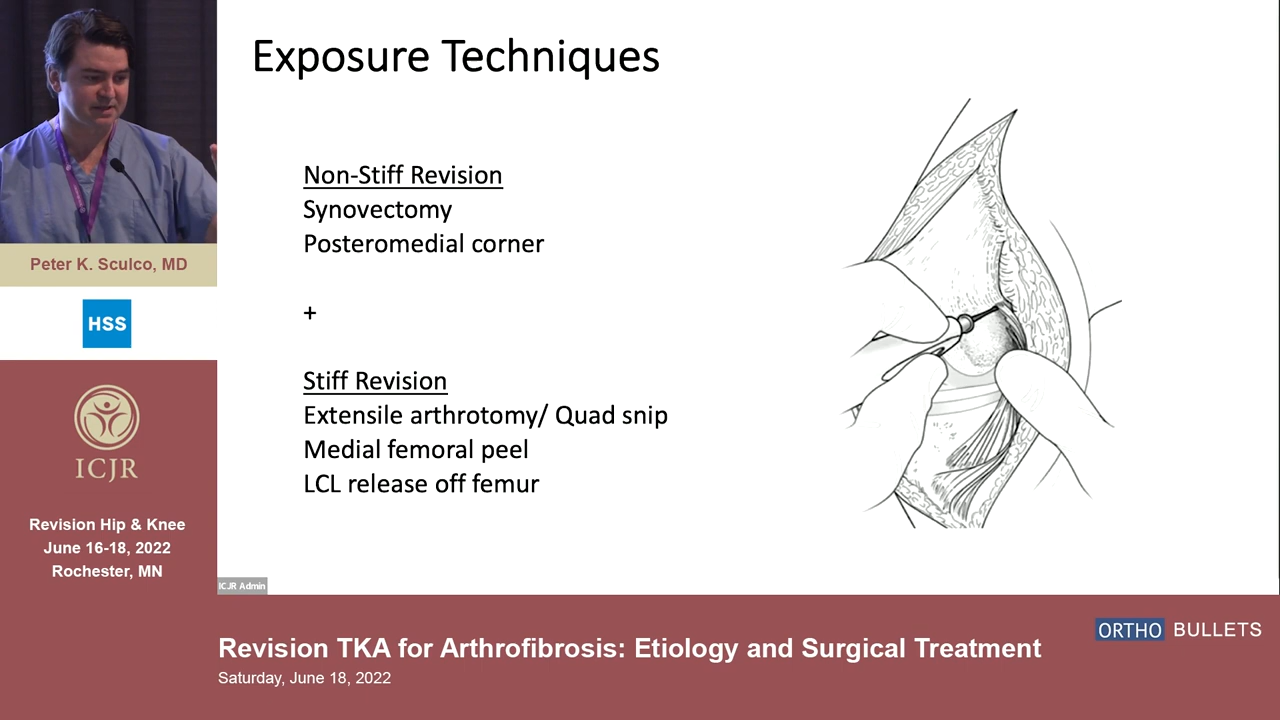 Exposure Techniques
Non-Stiff Revision
Synovectomy
Posteromedial corner
+
Stiff Revision
Extensile arthrotomy/ Quad snip
Medial femoral peel
LCL release off femur
Peter K. Sculco, MD
HSS
ICJR
Revision Hip & Knee
June 16-18, 2022
Rochester, MN
ICJR Admin
Revision TKA for Arthrofibrosis: Etiology and Surgical Treatment
Saturday, June 18, 2022
ORTHO BULLETS